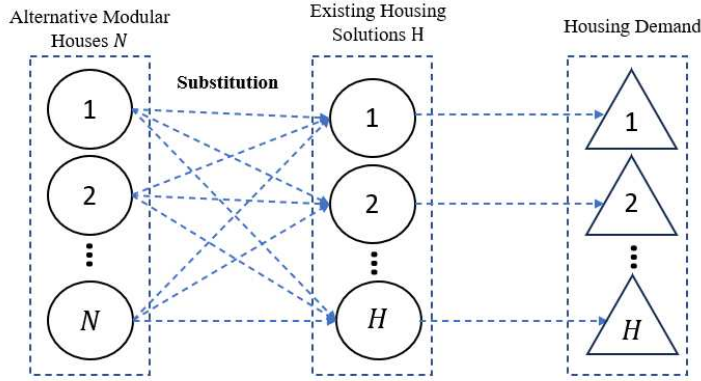 Alternative Modular
Houses N
Existing Housing
Solutions H
Housing Demand
Substitution
1
1
1
2
2
2
N
H
H